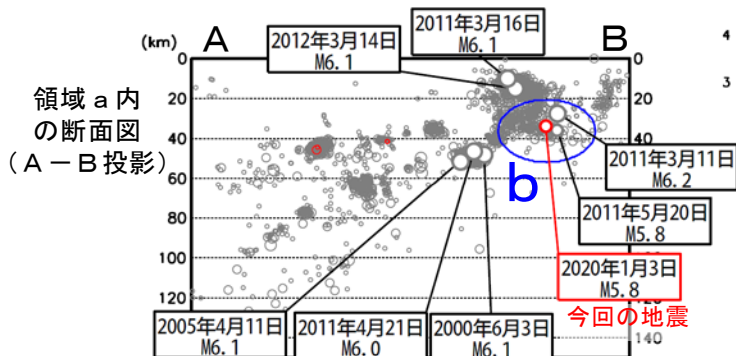 (km)
A
B
2011年3月16日
M6.1
2012年3月14日
M6.1
4
3
領域a内
の断面図
(A-B投影)
0
20
40
60
80
100
120
0
20
40
60
80
100
140
b
2011年3月11日
M6.2
2011年5月20日
M5.8
2020年1月3日
M5.8
今回の地震
2005年4月11日
M6.1
2011年4月21日
M6.0
2000年6月3日
M6.1